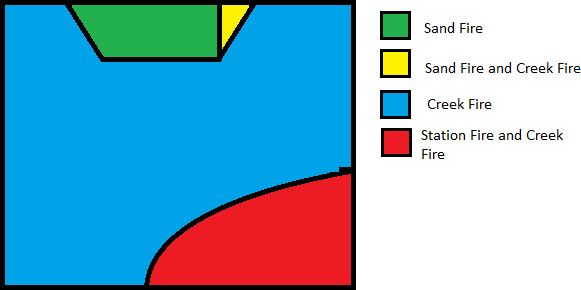 Sand Fire
Sand Fire and Creek Fire
Creek Fire
Station Fire and Creek
Fire